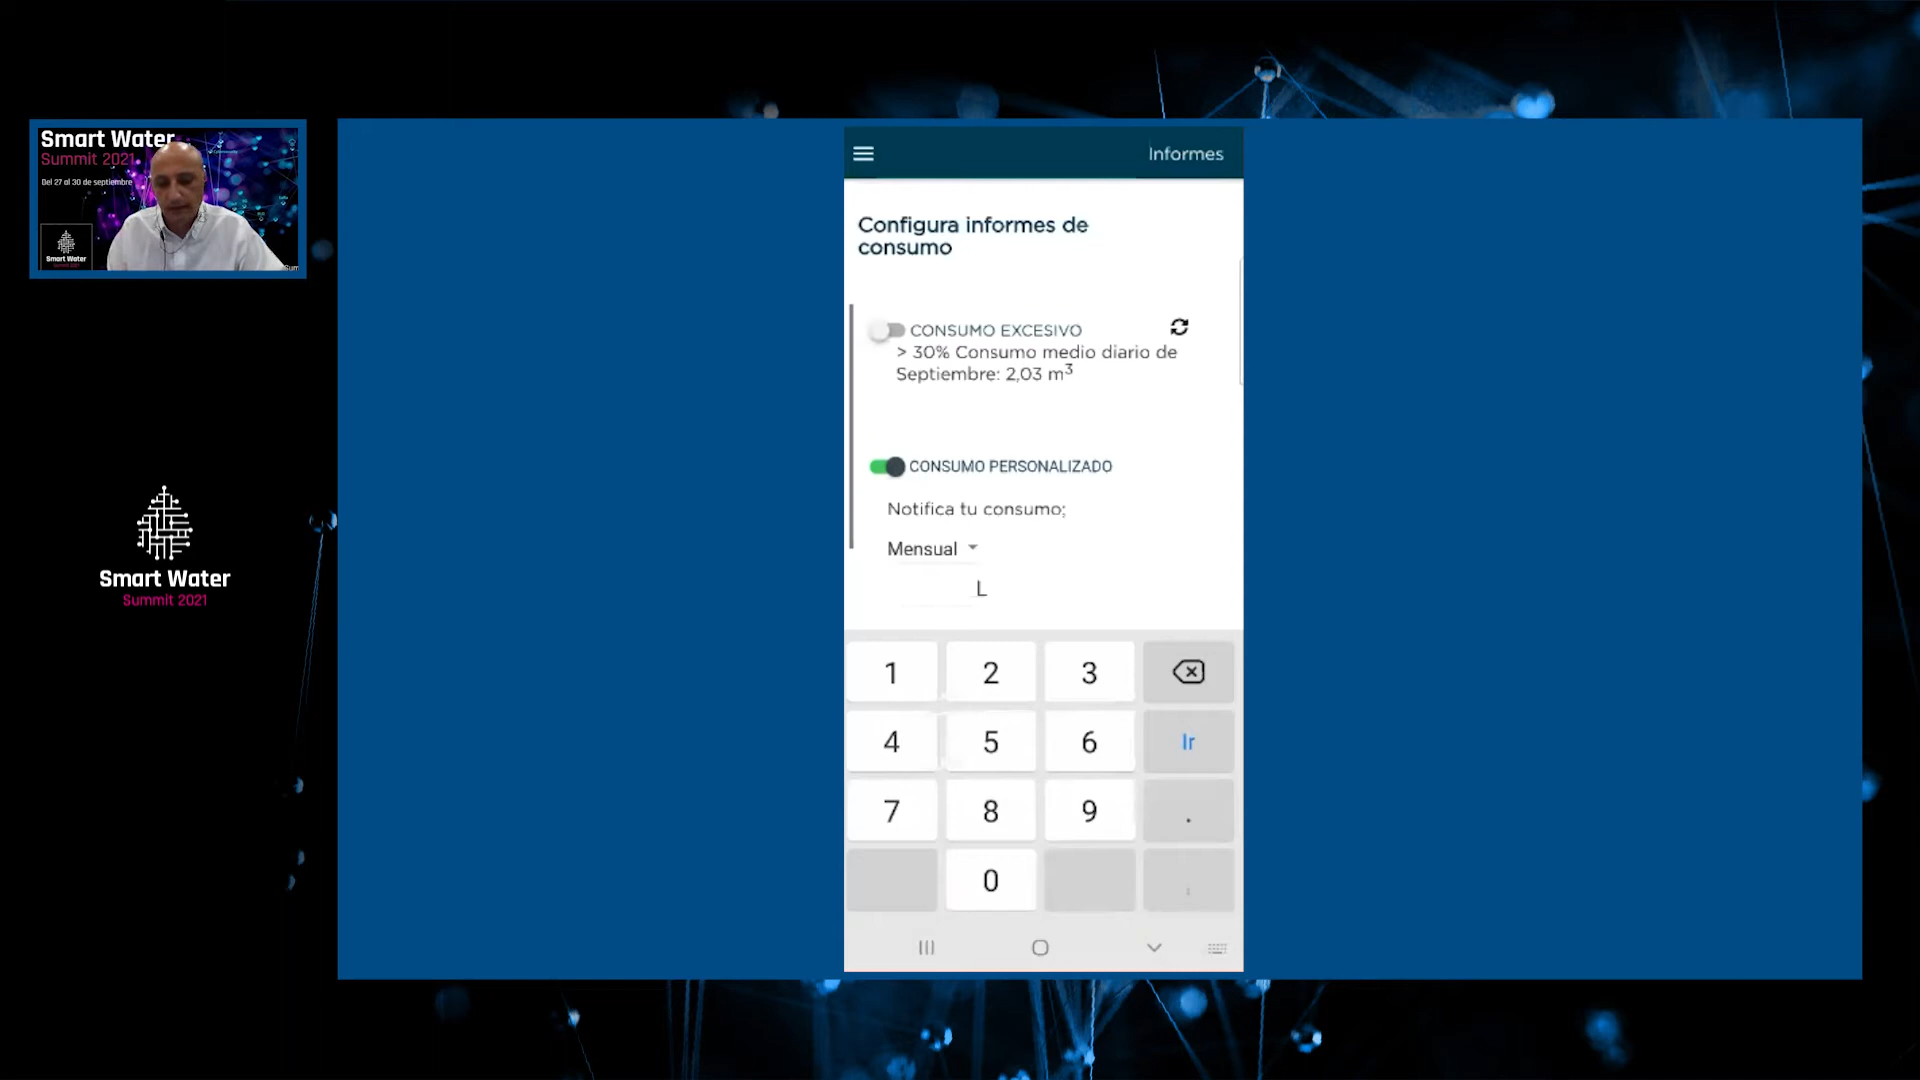 Smart Water
Summit 2021
Del 27 al 30 de septiembre
Smart Water
Smart Water
Summit 2021
Informes
Configura informes de
consumo
CONSUMO EXCESIVO
> 30% Consumo medio diario de
Septiembre: 2,03 m³
CONSUMO PERSONALIZADO
Notifica tu consumo;
Mensual
L
1 2 3
4 5 6 Ir
7 8 9 .
0 ,